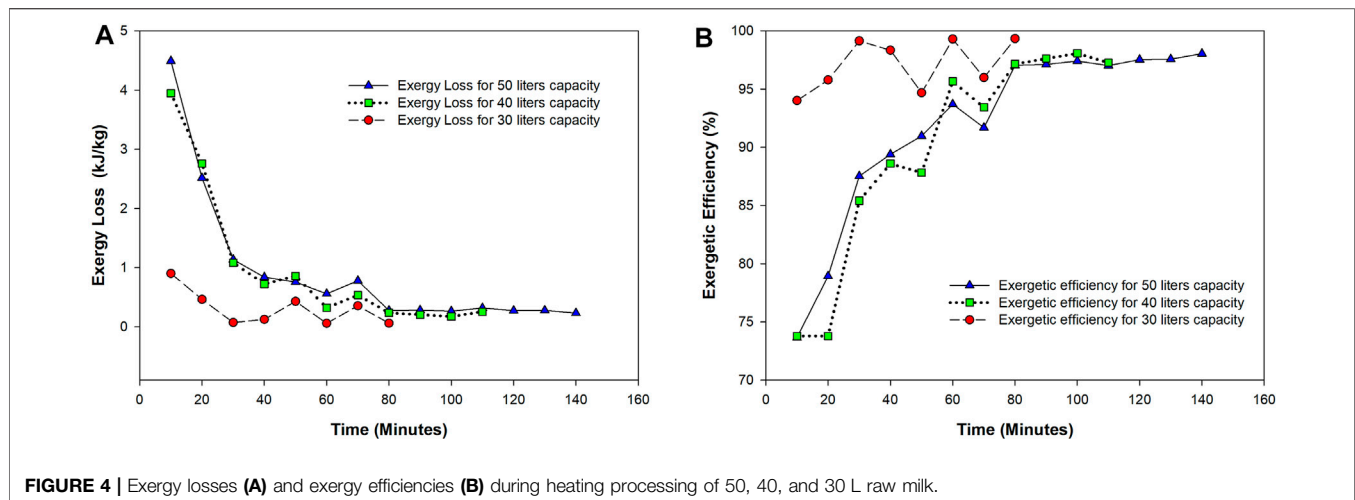 A
5
4
3
2
1
0
Exergy Loss (kJ/kg)
Exergy Loss for 50 liters capacity
Exergy Loss for 40 liters capacity
Exergy Loss for 30 liters capacity
0 20 40 60 80 100 120 140 160
Time (Minutes)
B
100
95
90
85
80
75
70
Exergetic Efficiency (%)
Exergetic efficiency for 50 liters capacity
Exergetic efficiency for 40 liters capacity
Exergetic efficiency for 30 liters capacity
0 20 40 60 80 100 120 140 160
Time (Minutes)
FIGURE 4 | Exergy losses (A) and exergy efficiencies (B) during heating processing of 50, 40, and 30 L raw milk.